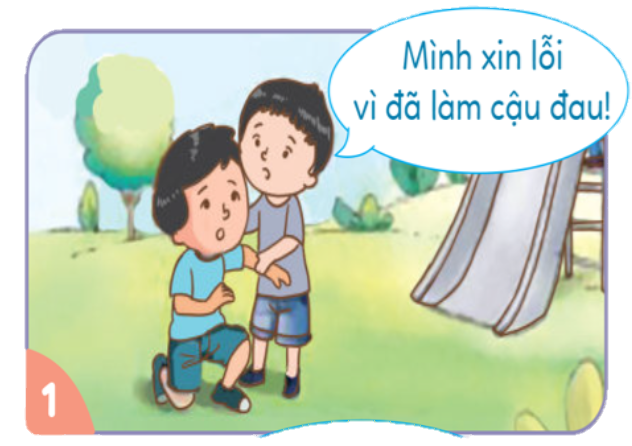 Mình xin lỗi
vì đã làm cậu đau!
1